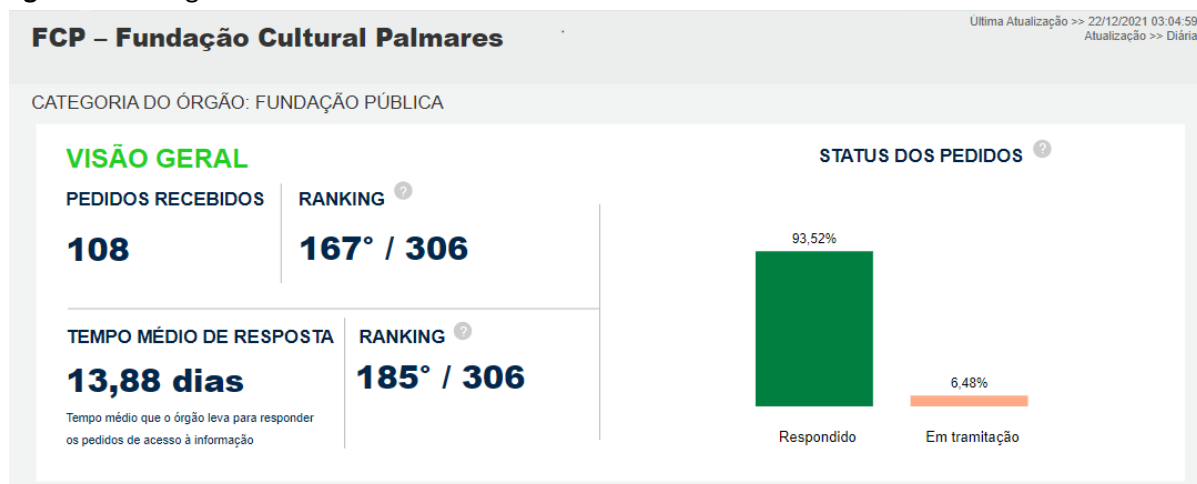 Última Atualização >> 22/12/2021 03:04:59
Atualização >> Diária
FCP – Fundação Cultural Palmares
CATEGORIA DO ÓRGÃO: FUNDAÇÃO PÚBLICA
VISÃO GERAL
PEDIDOS RECEBIDOS
108
RANKING ?
167° / 306
TEMPO MÉDIO DE RESPOSTA
13,88 dias
Tempo médio que o órgão leva para responder
os pedidos de acesso à informação
RANKING ?
185° / 306
STATUS DOS PEDIDOS ?
93,52%
6,48%
Respondido
Em tramitação